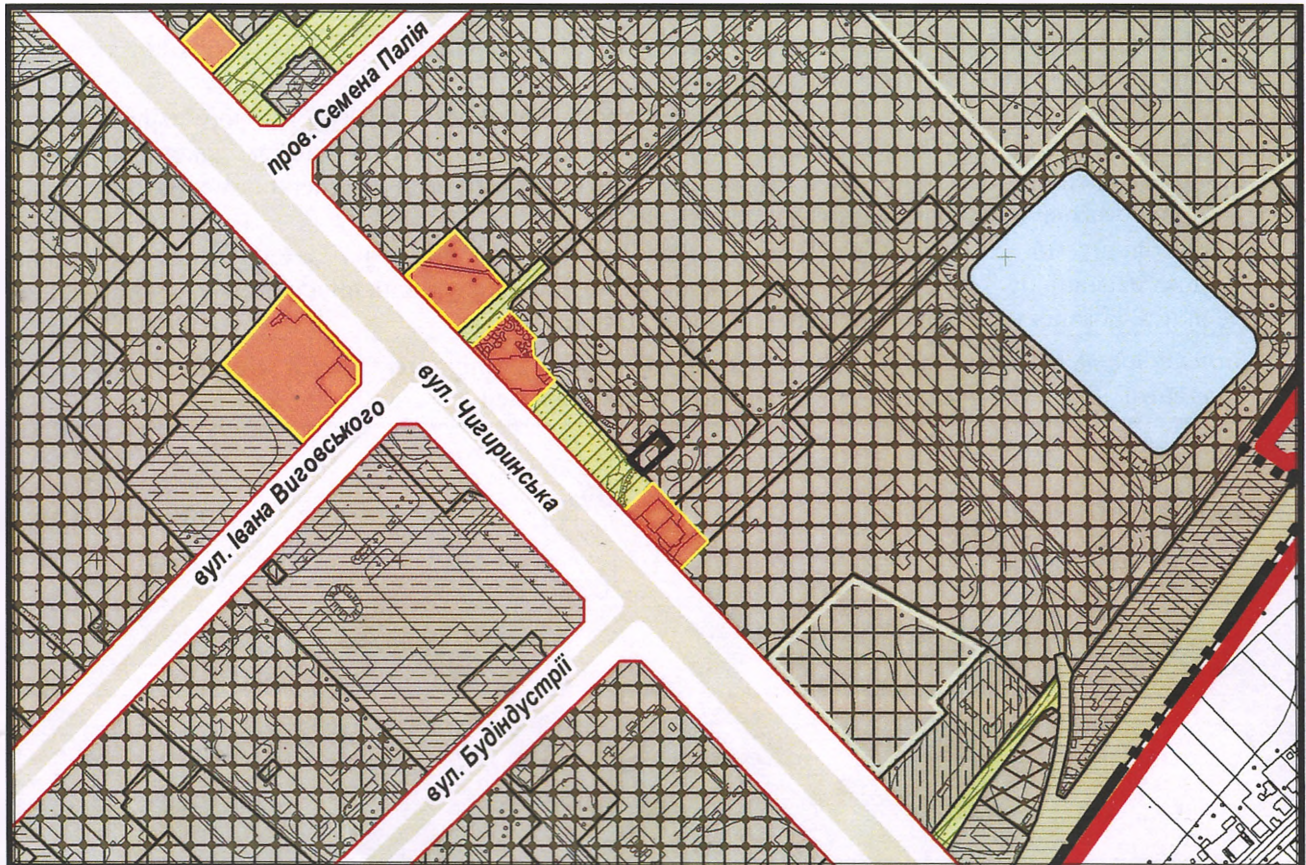 пров. Семена Палія
вул. Чигиринська
вул. Івана Виговського
вул. Будіндустрії